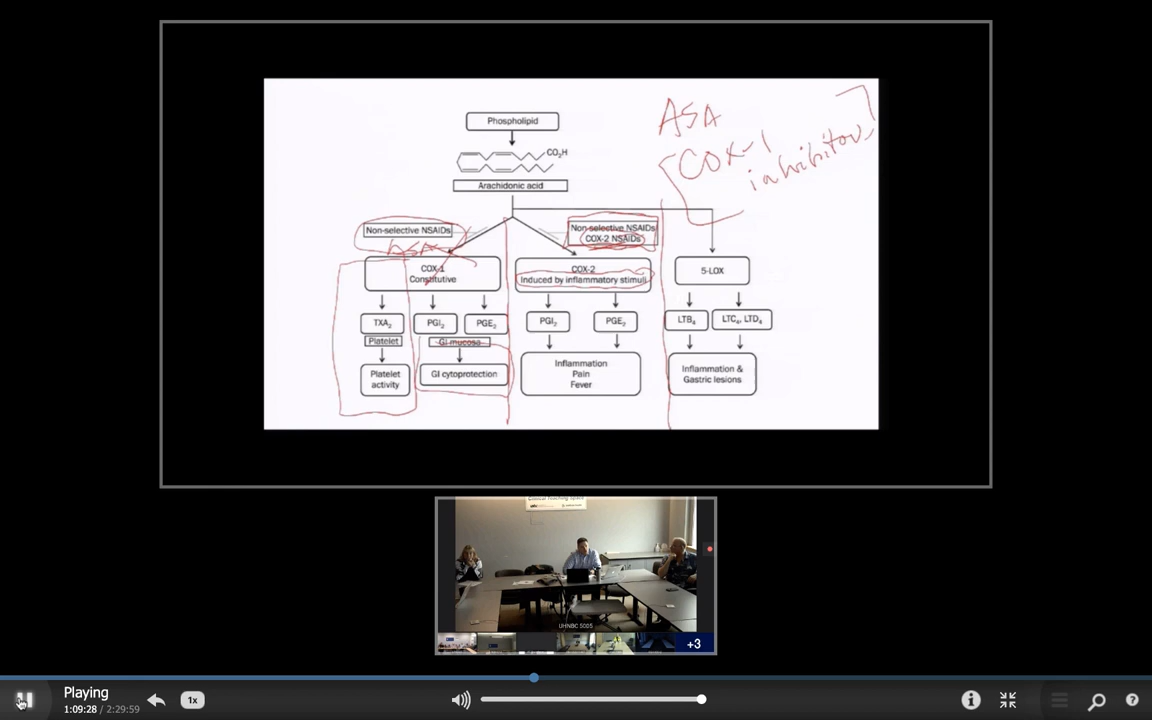 ASA
[COX-1
inhibitor]
Phospholipid
CO₂H
Arachidonic acid
Non-selective NSAIDs
ASA
Non-selective NSAIDs
COX-2 NSAIDs
COX-1
Constitutive
COX-2
Induced by inflammatory stimuli
5-LOX
TXA₂
PGI₂
PGE₂
PGI₂
PGE₂
LTB₄
LTC₄, LTD₄
Platelet
GI mucosa
Platelet
activity
GI cytoprotection
Inflammation
Pain
Fever
Inflammation &
Gastric lesions
Clinical Teaching Space
UHNBC 5005
+3
Playing
1:09:28 / 2:29:59
1x